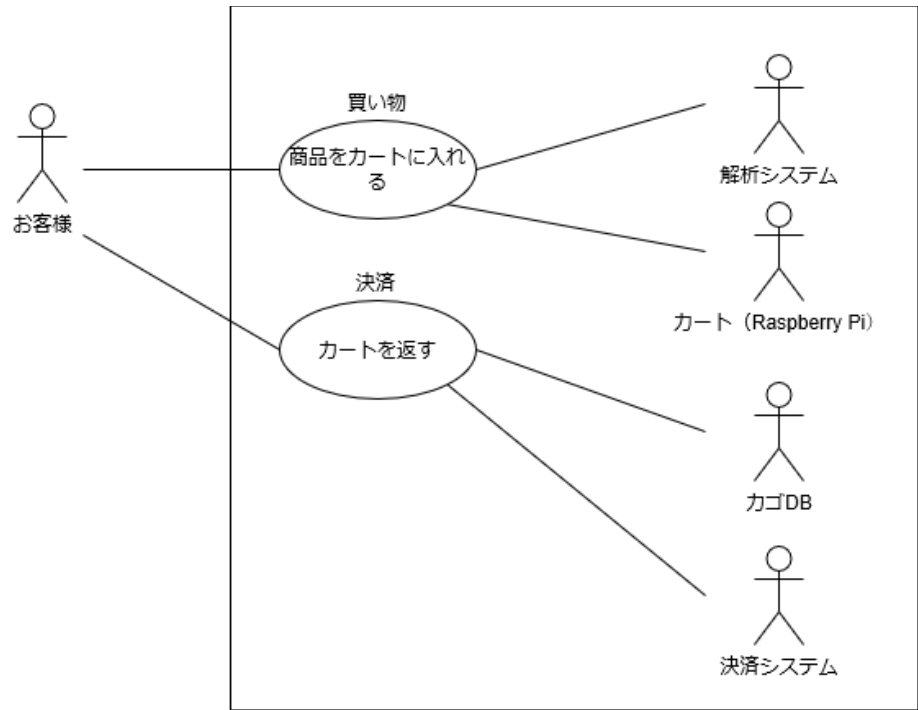 買い物
商品をカートに入れ
る
解析システム
お客様
カート（Raspberry Pi）
決済
カートを返す
カゴDB
決済システム